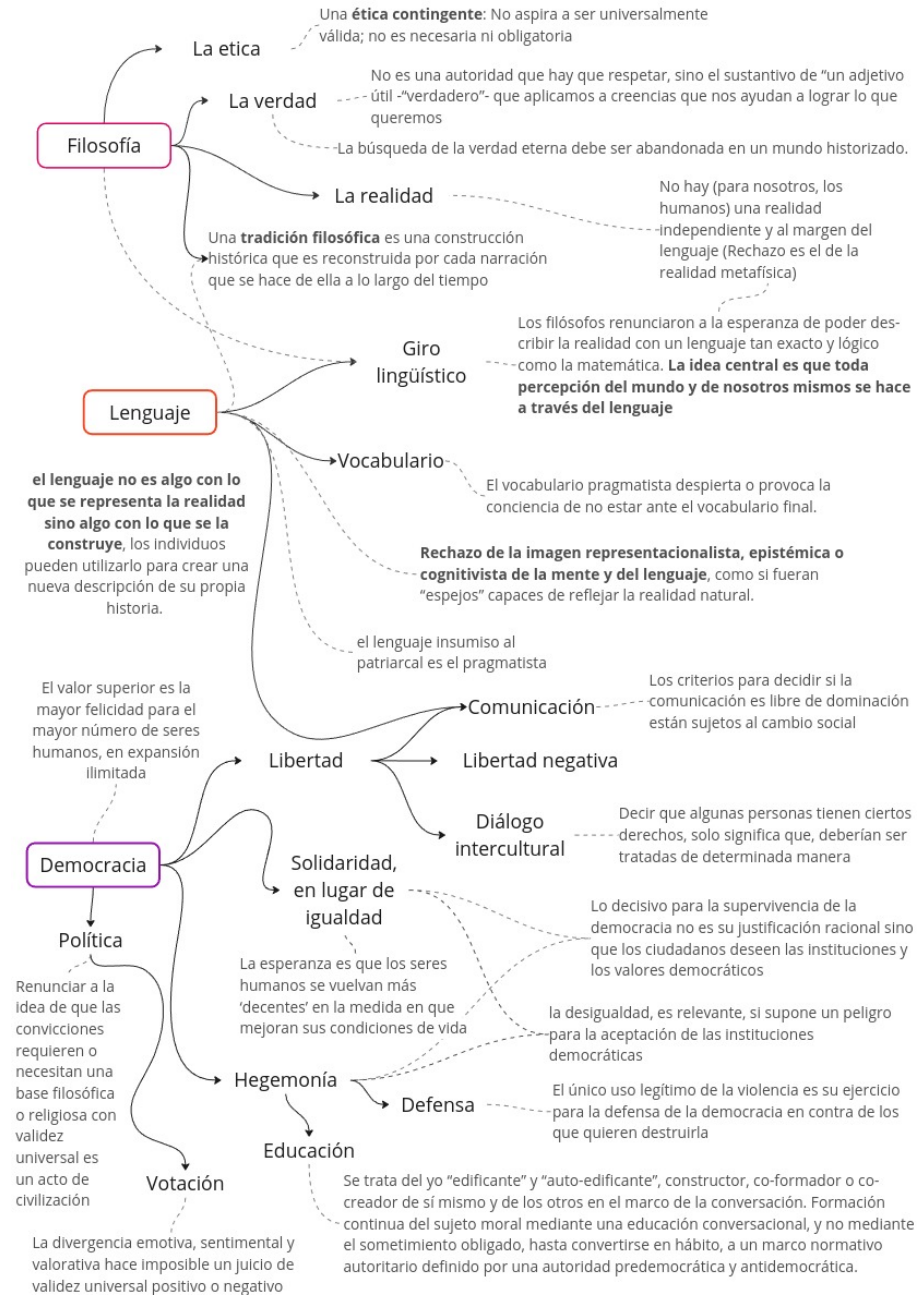 Una ética contingente: No aspira a ser universalmente
válida; no es necesaria ni obligatoria
La etica
No es una autoridad que hay que respetar, sino el sustantivo de “un adjetivo
útil -“verdadero”- que aplicamos a creencias que nos ayudan a lograr lo que
queremos
La verdad
Filosofía
La búsqueda de la verdad eterna debe ser abandonada en un mundo historizado.
La realidad
No hay (para nosotros, los
humanos) una realidad
independiente y al margen del
lenguaje (Rechazo es el de la
realidad metafísica)
Una tradición filosófica es una construcción
histórica que es reconstruida por cada narración
que se hace de ella a lo largo del tiempo
Giro
lingüístico
Los filósofos renunciaron a la esperanza de poder des-
cribir la realidad con un lenguaje tan exacto y lógico
como la matemática. La idea central es que toda
percepción del mundo y de nosotros mismos se hace
a través del lenguaje
Lenguaje
Vocabulario
El vocabulario pragmatista despierta o provoca la
conciencia de no estar ante el vocabulario final.
el lenguaje no es algo con lo
que se representa la realidad
sino algo con lo que se la
construye, los individuos
pueden utilizarlo para crear una
nueva descripción de su propia
historia.
Rechazo de la imagen representacionalista, epistémica o
cognitivista de la mente y del lenguaje, como si fueran
“espejos” capaces de reflejar la realidad natural.
el lenguaje insumiso al
patriarcal es el pragmatista
El valor superior es la
mayor felicidad para el
mayor número de seres
humanos, en expansión
ilimitada
Comunicación
Los criterios para decidir si la
comunicación es libre de dominación
están sujetos al cambio social
Libertad
Libertad negativa
Diálogo
intercultural
Decir que algunas personas tienen ciertos
derechos, solo significa que, deberían ser
tratadas de determinada manera
Democracia
Solidaridad,
en lugar de
igualdad
Lo decisivo para la supervivencia de la
democracia no es su justificación racional sino
que los ciudadanos deseen las instituciones y
los valores democráticos
Política
La esperanza es que los seres
humanos se vuelvan más
‘decentes’ en la medida en que
mejoran sus condiciones de vida
Renunciar a la
idea de que las
convicciones
requieren o
necesitan una
base filosófica
o religiosa con
validez
universal es
un acto de
civilización
la desigualdad, es relevante, si supone un peligro
para la aceptación de las instituciones
democráticas
Hegemonía
Defensa
El único uso legítimo de la violencia es su ejercicio
para la defensa de la democracia en contra de los
que quieren destruirla
Educación
Votación
Se trata del yo “edificante” y “auto-edificante”, constructor, co-formador o co-
creador de sí mismo y de los otros en el marco de la conversación. Formación
continua del sujeto moral mediante una educación conversacional, y no mediante
el sometimiento obligado, hasta convertirse en hábito, a un marco normativo
autoritario definido por una autoridad predemocrática y antidemocrática.
La divergencia emotiva, sentimental y
valorativa hace imposible un juicio de
validez universal positivo o negativo